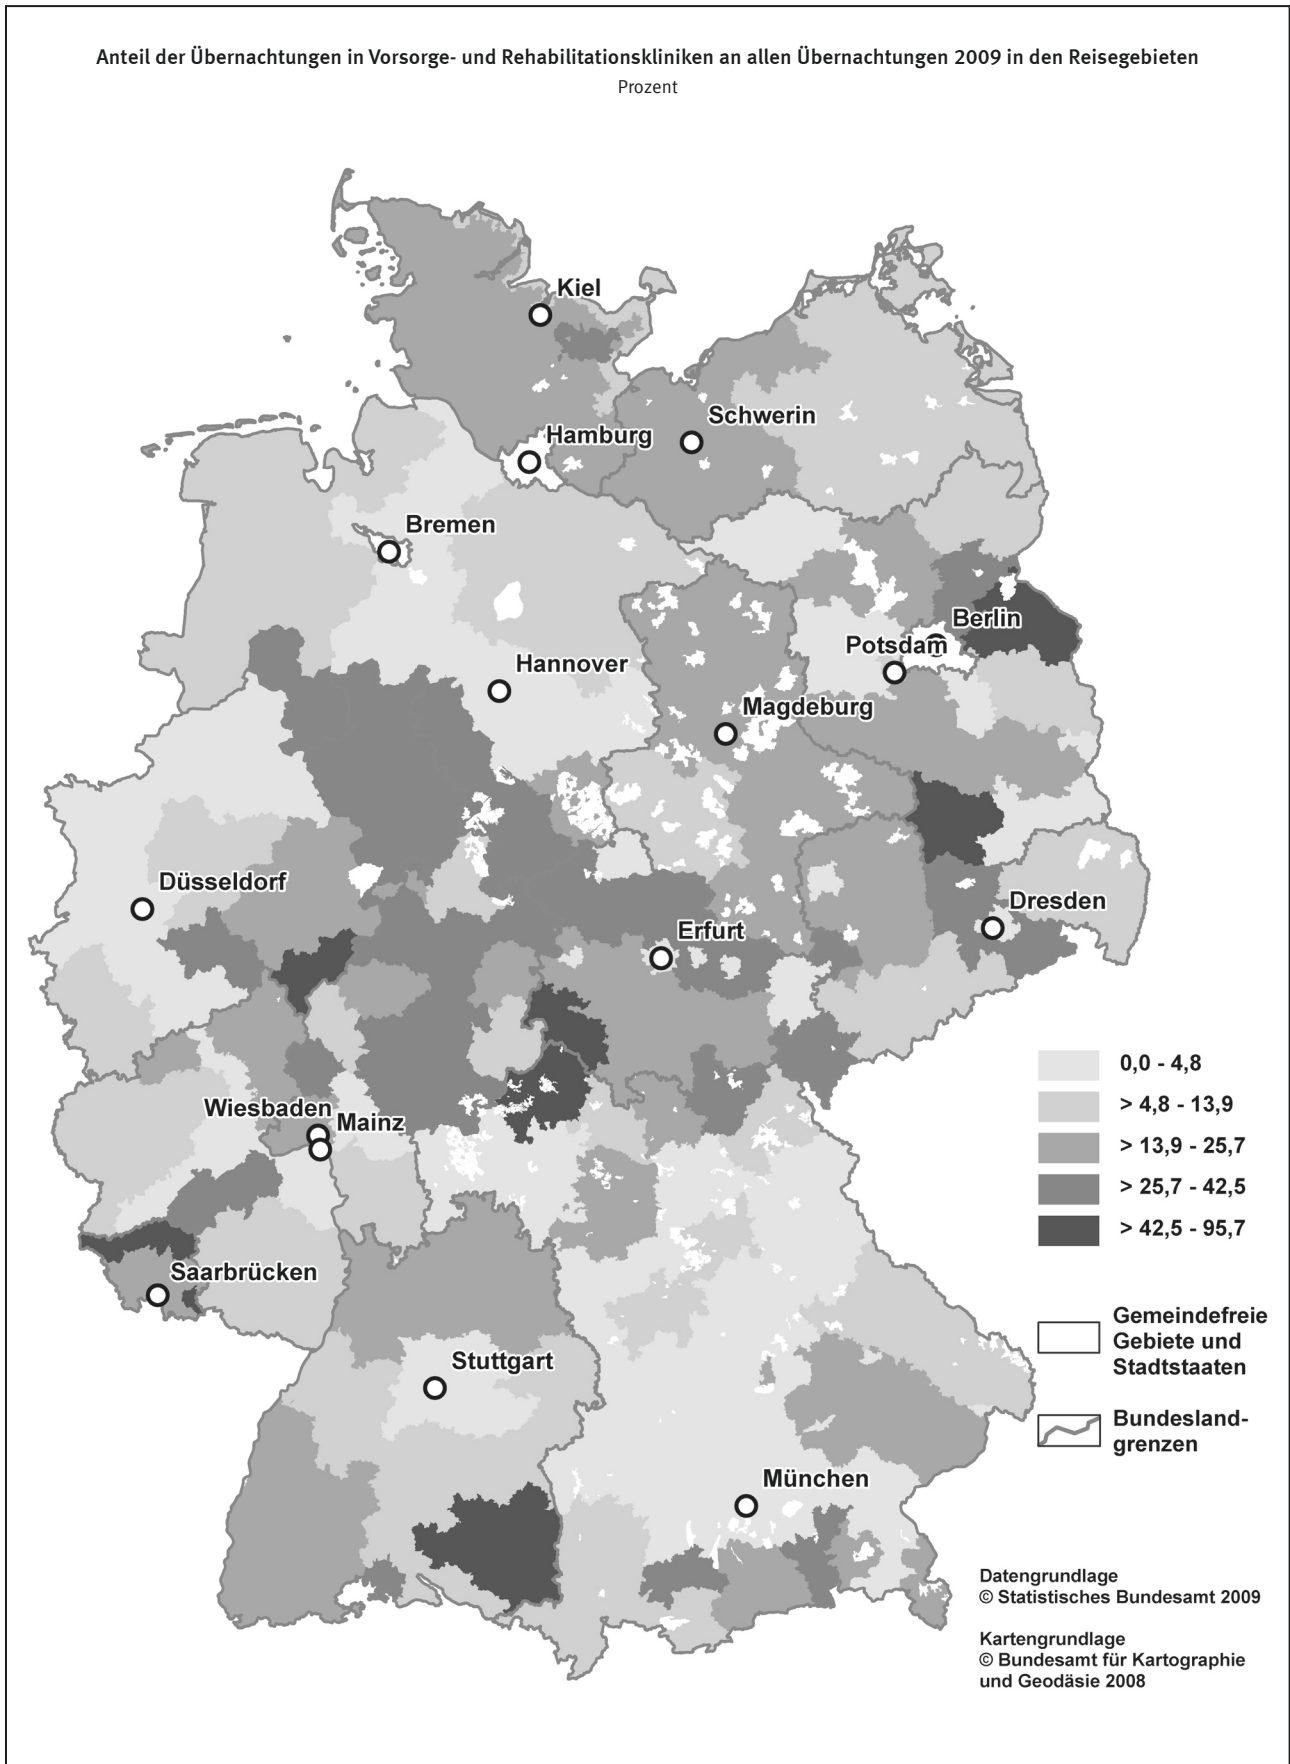 Anteil der Übernachtungen in Vorsorge- und Rehabilitationskliniken an allen Übernachtungen 2009 in den Reisegebieten
Prozent
Kiel
Schwerin
Hamburg
Bremen
Berlin
Potsdam
Hannover
Magdeburg
Düsseldorf
Dresden
Erfurt
Wiesbaden
Mainz
Saarbrücken
Stuttgart
München
0,0 - 4,8
> 4,8 - 13,9
> 13,9 - 25,7
> 25,7 - 42,5
> 42,5 - 95,7
Gemeindefreie
Gebiete und
Stadtstaaten
Bundesland-
grenzen
Datengrundlage
© Statistisches Bundesamt 2009
Kartengrundlage
© Bundesamt für Kartographie
und Geodäsie 2008